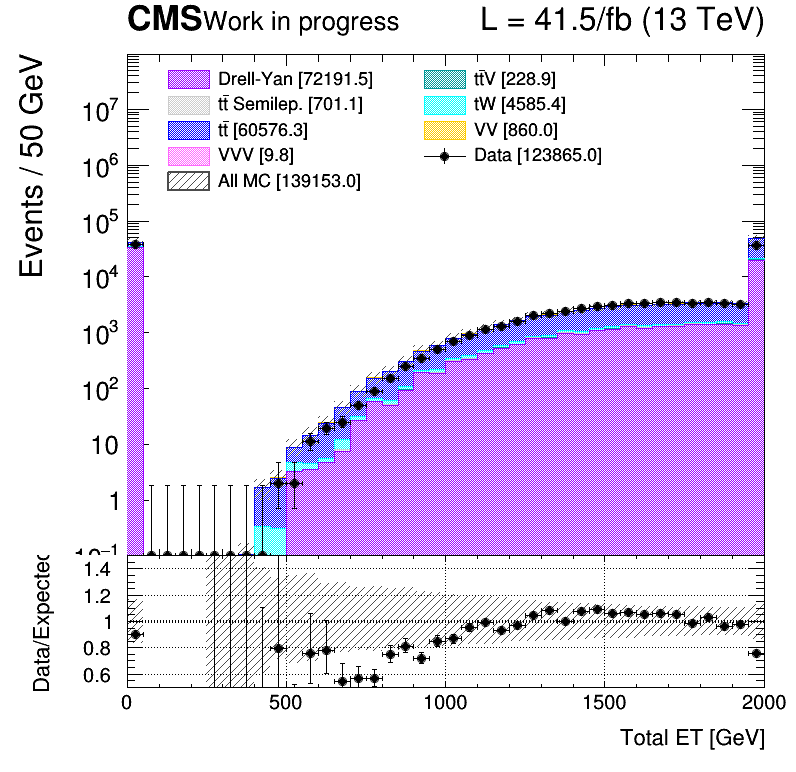 CMS Work in progress L = 41.5/fb (13 TeV)
Events / 50 GeV
Drell-Yan [72191.5] tt̄V [228.9]
tt̄ Semilep. [701.1] tW [4585.4]
tt̄ [60576.3] VV [860.0]
VVV [9.8] Data [123865.0]
All MC [139153.0]
10⁷
10⁶
10⁵
10⁴
10³
10²
10
1
10⁻¹
Data/Expected
1.4
1.2
1
0.8
0.6
0 500 1000 1500 2000
Total ET [GeV]